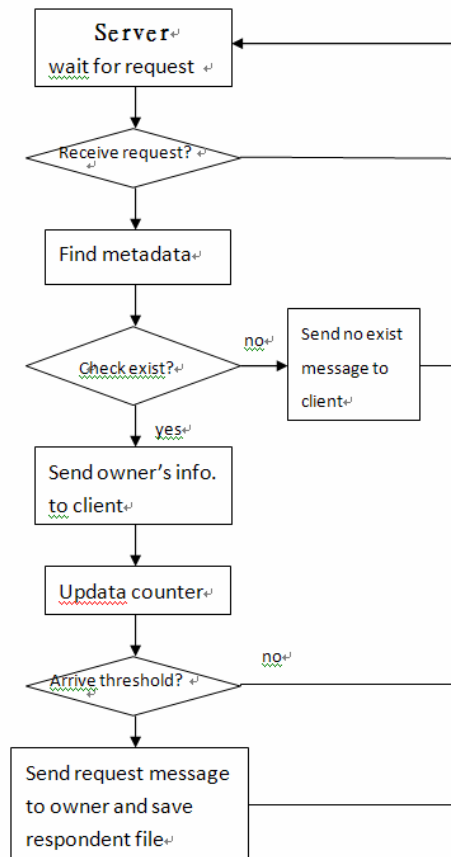 Server
wait for request
Receive request?
Find metadata
Check exist?
no
Send no exist
message to
client
yes
Send owner's info.
to client
Updata counter
Arrive threshold?
no
Send request message
to owner and save
respondent file